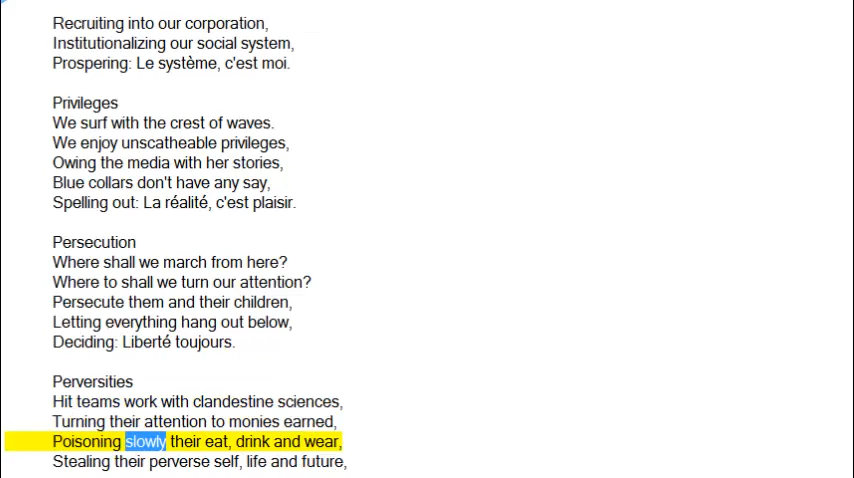 Recruiting into our corporation,
Institutionalizing our social system,
Prospering: Le système, c'est moi.
Privileges
We surf with the crest of waves.
We enjoy unscatheable privileges,
Owing the media with her stories,
Blue collars don't have any say,
Spelling out: La réalité, c'est plaisir.
Persecution
Where shall we march from here?
Where to shall we turn our attention?
Persecute them and their children,
Letting everything hang out below,
Deciding: Liberté toujours.
Perversities
Hit teams work with clandestine sciences,
Turning their attention to monies earned,
Poisoning slowly their eat, drink and wear,
Stealing their perverse self, life and future,